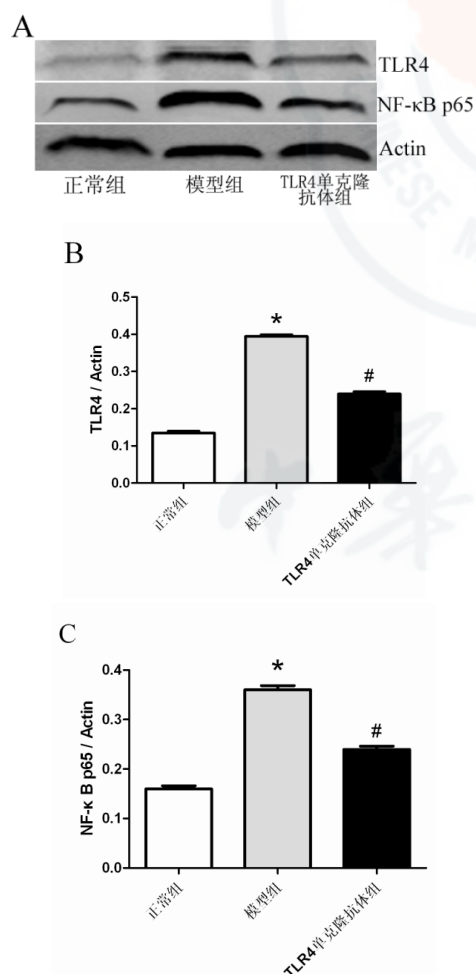 A
TLR4
NF-κB p65
Actin
正常组
模型组
TLR4单克隆
抗体组
B
TLR4 / Actin
0.5
0.4
0.3
0.2
0.1
0.0
*
#
正常组
模型组
TLR4单克隆抗体组
C
NF-κ B p65 / Actin
0.4
0.3
0.2
0.1
0.0
*
#
正常组
模型组
TLR4单克隆抗体组